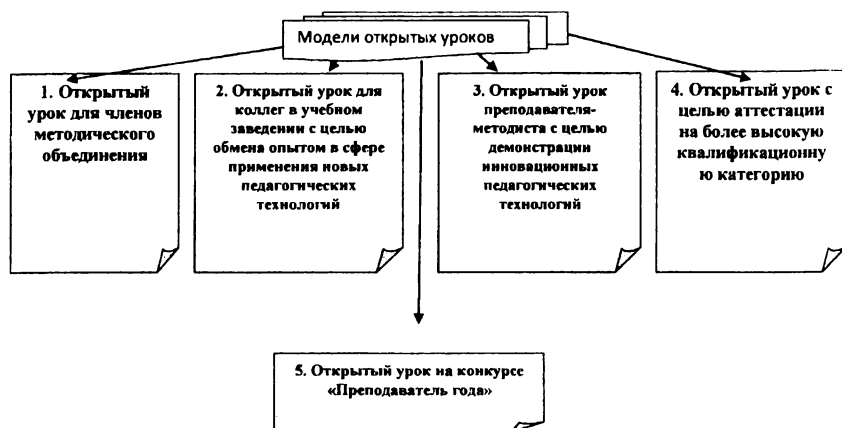 Модели открытых уроков
1. Открытый
урок для членов
методического
объединения
2. Открытый урок для
коллег в учебном
заведении с целью
обмена опытом в сфере
применения новых
педагогических
технологий
3. Открытый урок
преподавателя-
методиста с целью
демонстрации
инновационных
педагогических
технологий
4. Открытый урок с
целью аттестации
на более высокую
квалификационну
ю категорию
5. Открытый урок на конкурсе
«Преподаватель года»